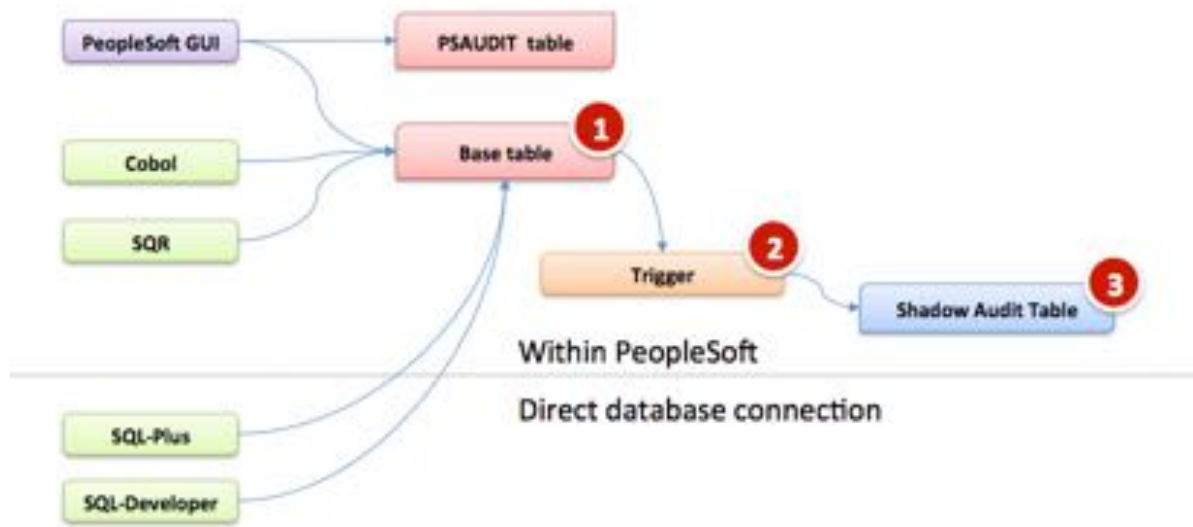 PeopleSoft GUI
PSAUDIT table
1
Base table
Cobol
SQR
2
Trigger
3
Shadow Audit Table
Within PeopleSoft
Direct database connection
SQL-Plus
SQL-Developer